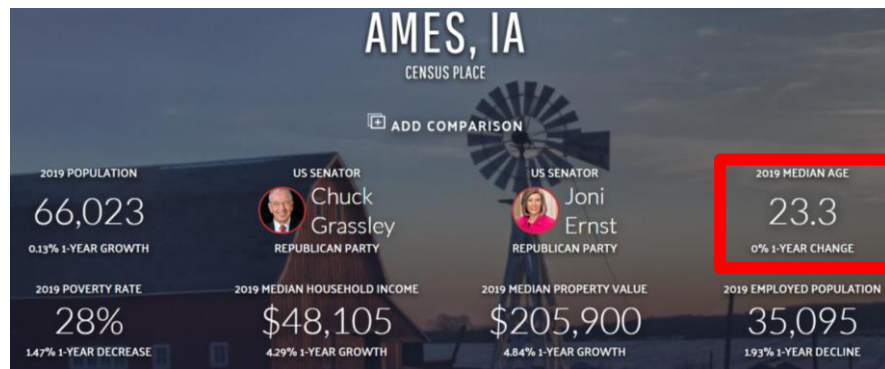 AMES, IA
CENSUS PLACE
ADD COMPARISON
2019 POPULATION
66,023
0.13% 1-YEAR GROWTH
US SENATOR
Chuck
Grassley
REPUBLICAN PARTY
US SENATOR
Joni
Ernst
REPUBLICAN PARTY
2019 MEDIAN AGE
23.3
0% 1-YEAR CHANGE
2019 POVERTY RATE
28%
1.47% 1-YEAR DECREASE
2019 MEDIAN HOUSEHOLD INCOME
$48,105
4.29% 1-YEAR GROWTH
2019 MEDIAN PROPERTY VALUE
$205,900
4.84% 1-YEAR GROWTH
2019 EMPLOYED POPULATION
35,095
1.93% 1-YEAR DECLINE